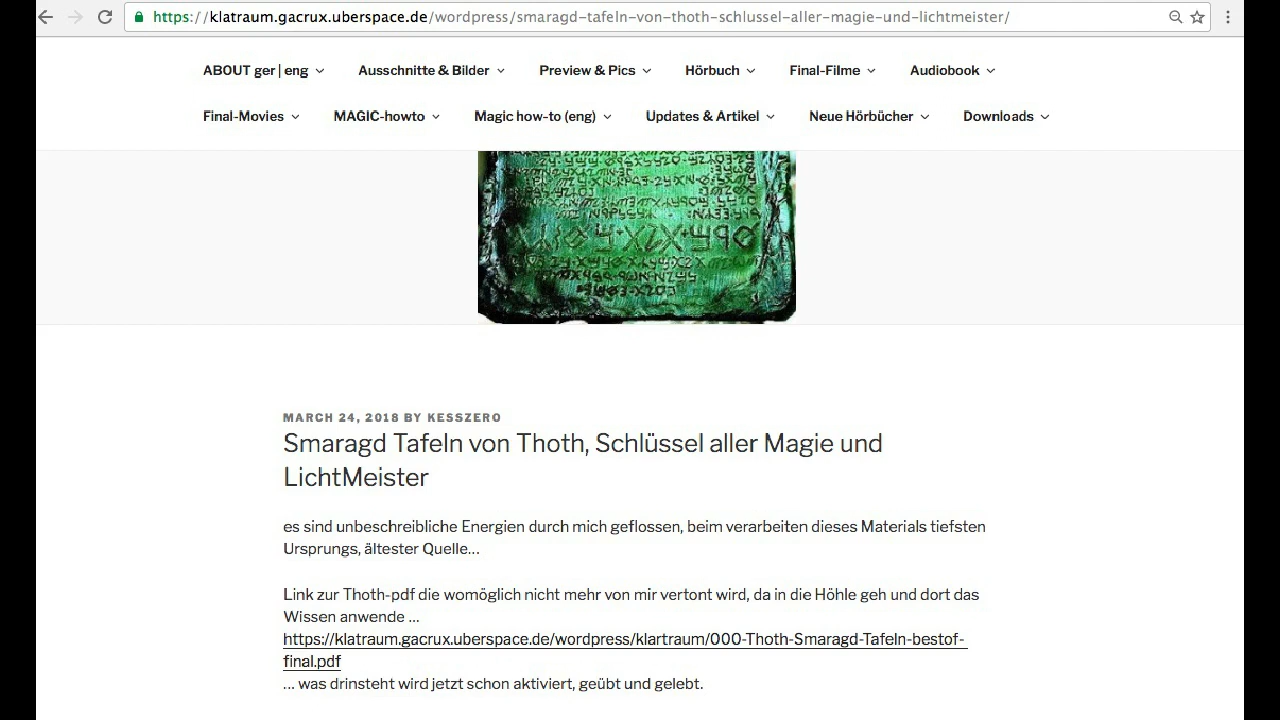 https://klatraum.gacrux.uberspace.de/wordpress/smaragd-tafeln-von-thoth-schlussel-aller-magie-und-lichtmeister/
ABOUT ger | eng Ausschnitte & Bilder Preview & Pics Hörbuch Final-Filme Audiobook
Final-Movies MAGIC-howto Magic how-to (eng) Updates & Artikel Neue Hörbücher Downloads
MARCH 24, 2018 BY KESSZERO
Smaragd Tafeln von Thoth, Schlüssel aller Magie und
LichtMeister
es sind unbeschreibliche Energien durch mich geflossen, beim verarbeiten dieses Materials tiefsten
Ursprungs, ältester Quelle...
Link zur Thoth-pdf die womöglich nicht mehr von mir vertont wird, da in die Höhle geh und dort das
Wissen anwende ...
https://klatraum.gacrux.uberspace.de/wordpress/klartraum/000-Thoth-Smaragd-Tafeln-bestof-
final.pdf
... was drinsteht wird jetzt schon aktiviert, geübt und gelebt.